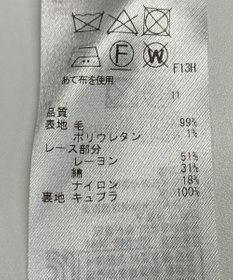 F W
F13H
あて布を使用
11
品質
表地 毛 99%
ポリウレタン 1%
レース部分
レーヨン 51%
綿 31%
ナイロン 18%
裏地 キュプラ 100%